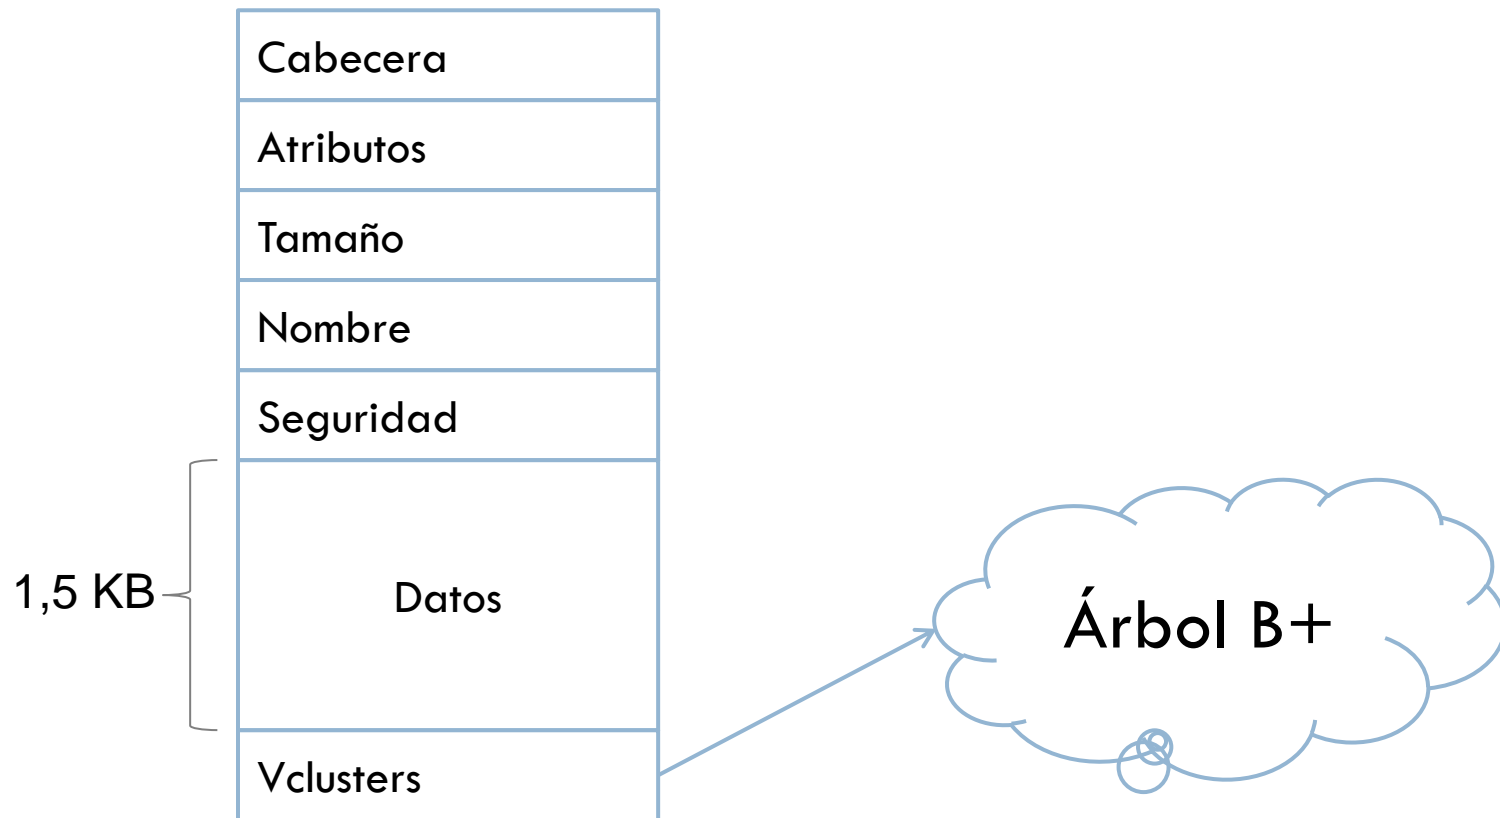 Cabecera
Atributos
Tamaño
Nombre
Seguridad
1,5 KB
Datos
Árbol B+
Vclusters